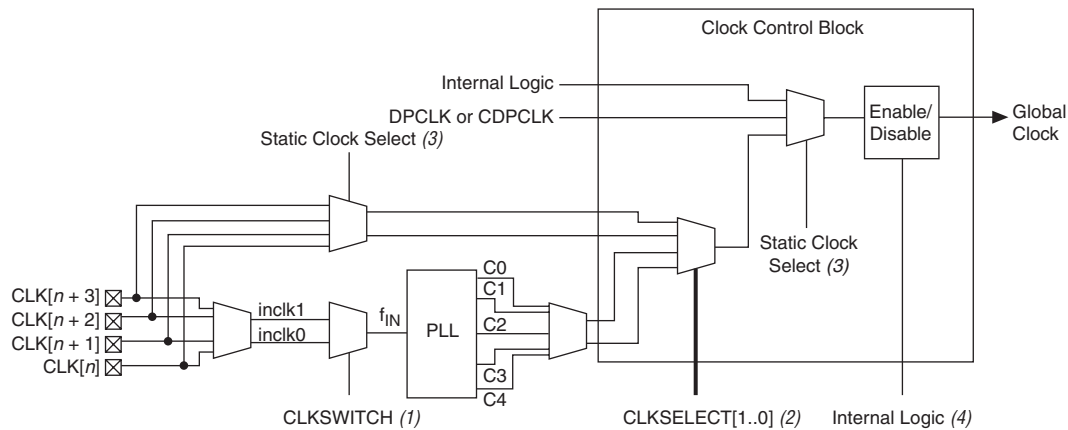 Clock Control Block
Internal Logic
DPCLK or CDPCLK
Static Clock Select (3)
Enable/
Disable
Global
Clock
Static Clock
Select (3)
CLK[n + 3]
CLK[n + 2]
CLK[n + 1]
CLK[n]
inclk1
inclk0
fIN
PLL
C0
C1
C2
C3
C4
CLKSWITCH (1)
CLKSELECT[1..0] (2)
Internal Logic (4)